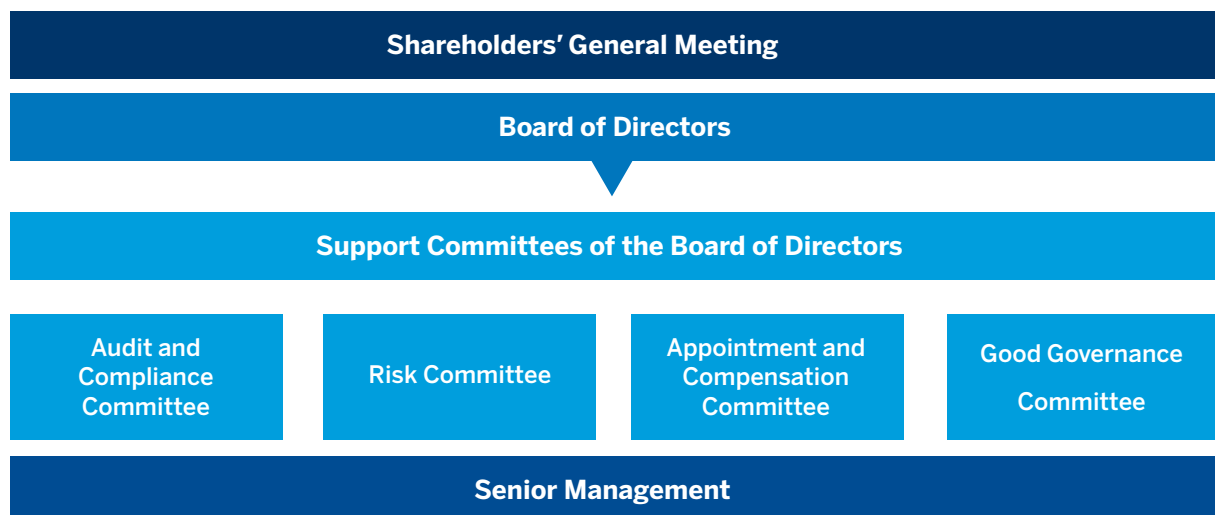 Shareholders’ General Meeting
Board of Directors
Support Committees of the Board of Directors
Audit and
Compliance
Committee
Risk Committee
Appointment and
Compensation
Committee
Good Governance
Committee
Senior Management